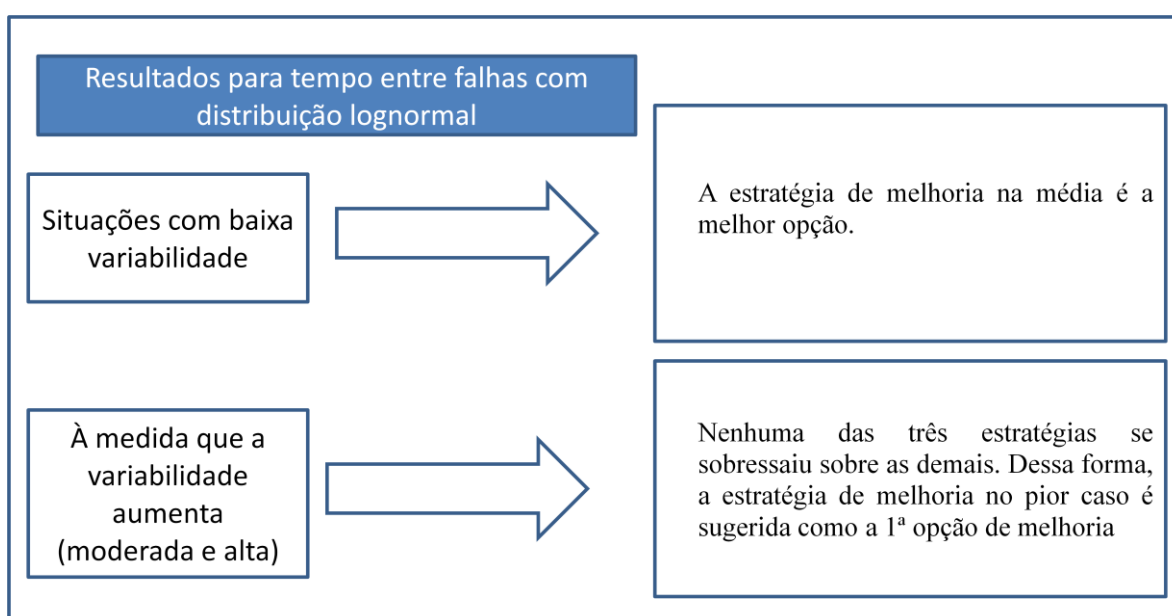 Resultados para tempo entre falhas com
distribuição lognormal
Situações com baixa
variabilidade
A estratégia de melhoria na média é a
melhor opção.
À medida que a
variabilidade
aumenta
(moderada e alta)
Nenhuma das três estratégias se
sobressaiu sobre as demais. Dessa forma,
a estratégia de melhoria no pior caso é
sugerida como a 1ª opção de melhoria